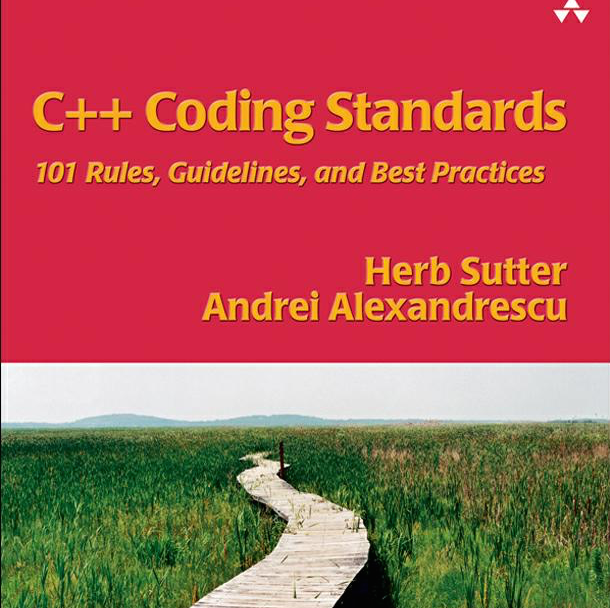 C++ Coding Standards
101 Rules, Guidelines, and Best Practices
Herb Sutter
Andrei Alexandrescu